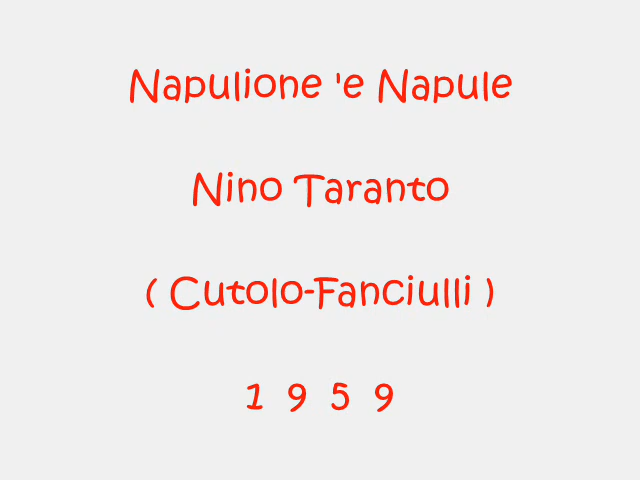 Napulione 'e Napule
Nino Taranto
( Cutolo-Fanciulli )
1 9 5 9